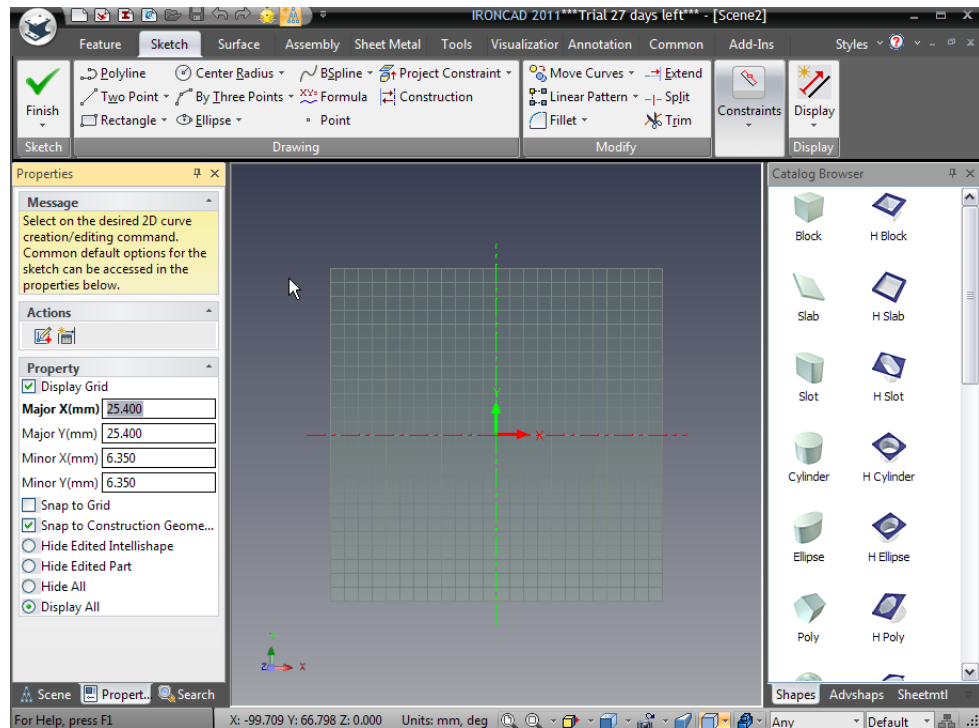 IRONCAD 2011***Trial 27 days left*** - [Scene2]
Feature Sketch Surface Assembly Sheet Metal Tools Visualization Annotation Common Add-Ins Styles
Polyline Center Radius BSpline Project Constraint Move Curves Extend
Two Point By Three Points XY= Formula Construction Linear Pattern Split
Rectangle Ellipse Point Fillet Trim
Finish Constraints Display
Sketch Drawing Modify Display
Properties
Message
Select on the desired 2D curve
creation/editing command.
Common default options for the
sketch can be accessed in the
properties below.
Actions
Property
Display Grid
Major X(mm) 25.400
Major Y(mm) 25.400
Minor X(mm) 6.350
Minor Y(mm) 6.350
Snap to Grid
Snap to Construction Geome...
Hide Edited Intellishape
Hide Edited Part
Hide All
Display All
Scene Propert... Search
Y
X
Y
Z X
Catalog Browser
Block H Block
Slab H Slab
Slot H Slot
Cylinder H Cylinder
Ellipse H Ellipse
Poly H Poly
Shapes Advshaps Sheetmtl
For Help, press F1 X: -99.709 Y: 66.798 Z: 0.000 Units: mm, deg Any Default